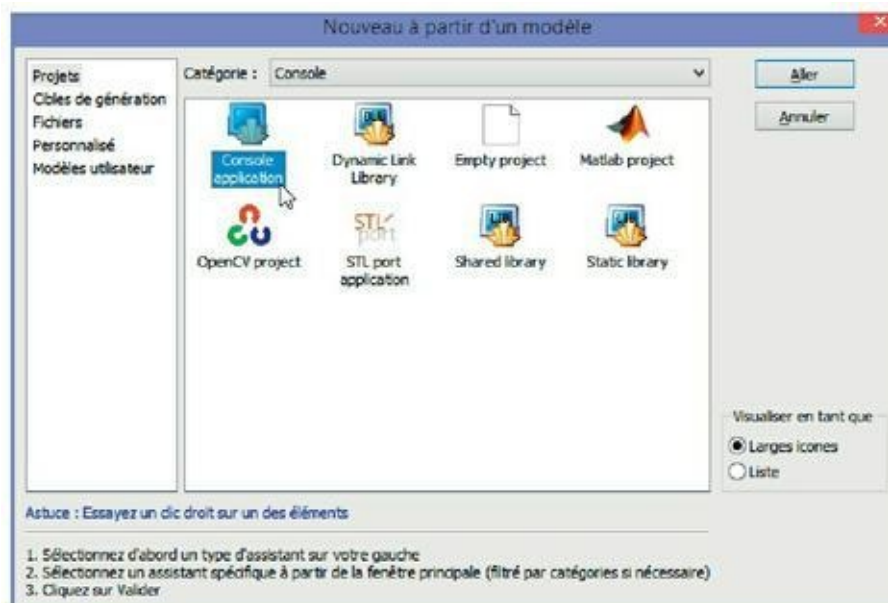 Nouveau à partir d'un modèle
Projets
Cibles de génération
Fichiers
Personnalisé
Modèles utilisateur
Catégorie : Console
Console application
Dynamic Link Library
Empty project
Matlab project
OpenCV project
STL port application
Shared library
Static library
Aller
Annuler
Visualiser en tant que
Larges icones
Liste
Astuce : Essayez un clic droit sur un des éléments
1. Sélectionnez d'abord un type d'assistant sur votre gauche
2. Sélectionnez un assistant spécifique à partir de la fenêtre principale (filtré par catégories si nécessaire)
3. Cliquez sur Valider